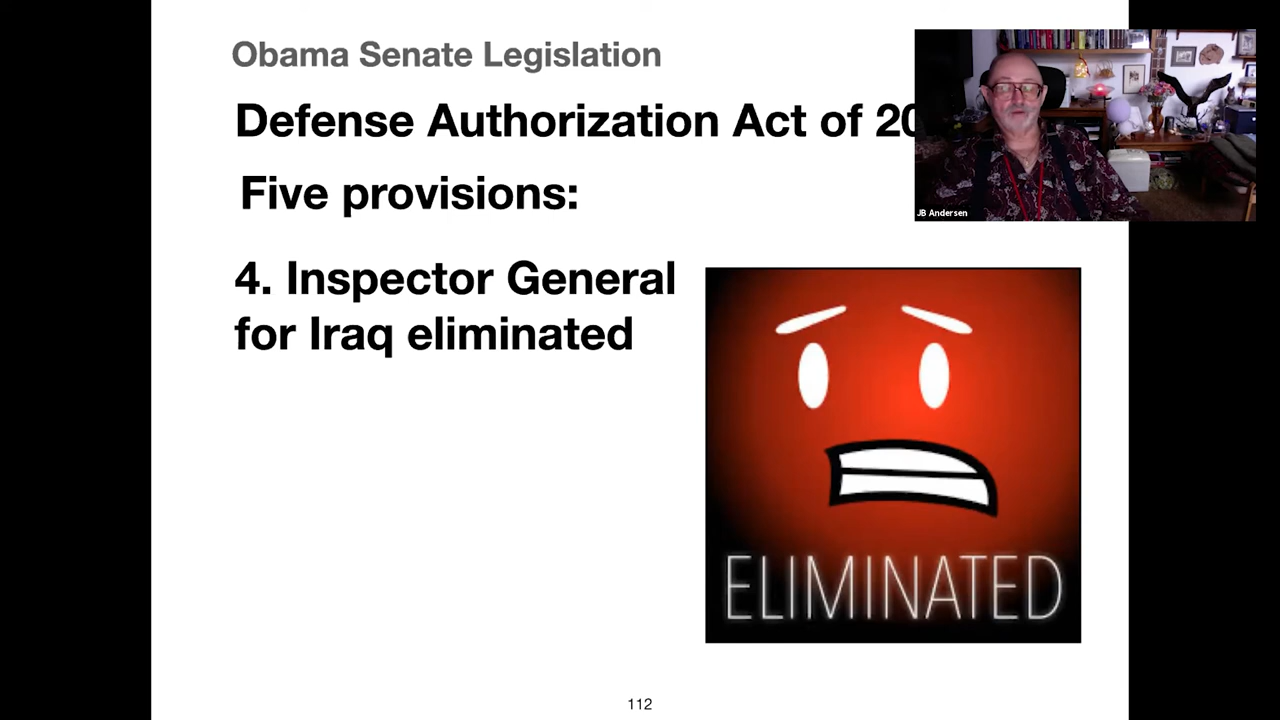 Obama Senate Legislation
Defense Authorization Act of
Five provisions:
4. Inspector General
for Iraq eliminated
JB Andersen
ELIMINATED
112